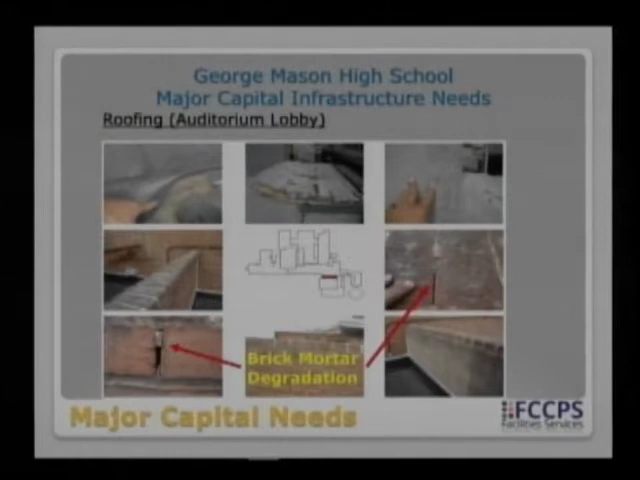 George Mason High School
Major Capital Infrastructure Needs
Roofing (Auditorium Lobby)
Brick Mortar
Degradation
Major Capital Needs
FCCPS
Facilities Services